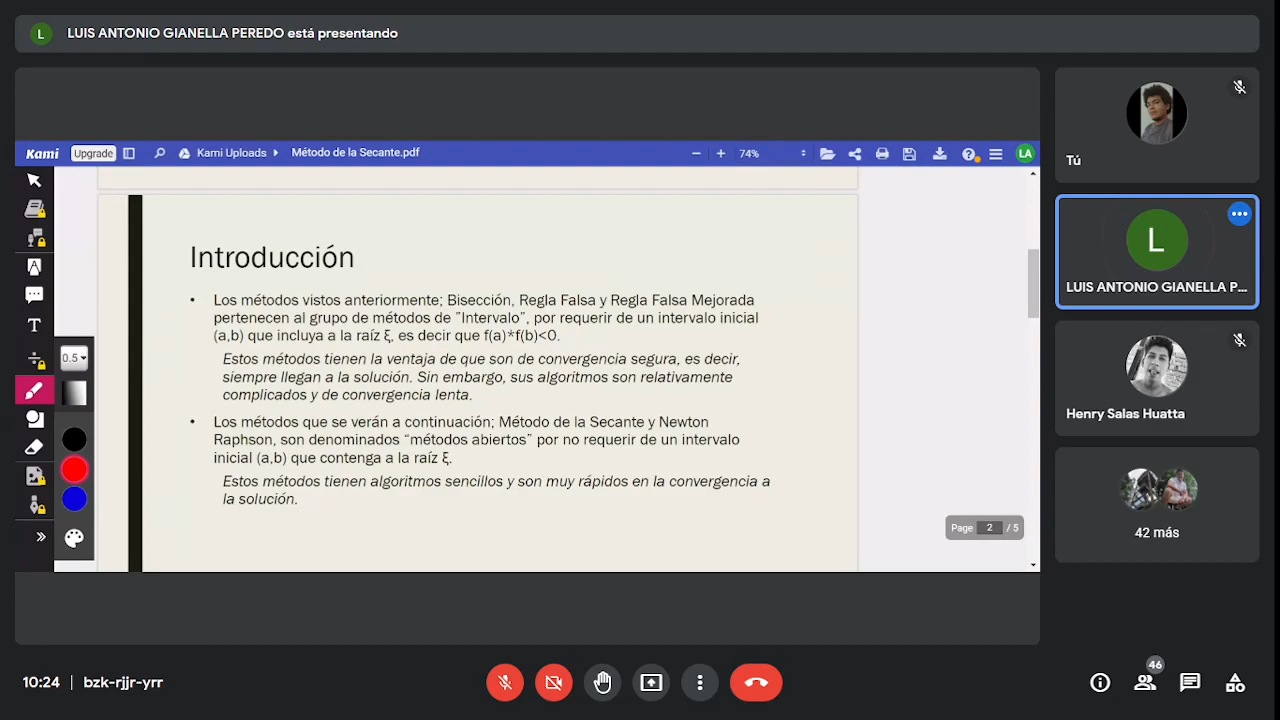 L LUIS ANTONIO GIANELLA PEREDO está presentando
Kami Upgrade Kami Uploads Método de la Secante.pdf 74% LA
0.5
Introducción
• Los métodos vistos anteriormente; Bisección, Regla Falsa y Regla Falsa Mejorada
pertenecen al grupo de métodos de "Intervalo", por requerir de un intervalo inicial
(a,b) que incluya a la raíz ξ, es decir que f(a)*f(b)<0.
Estos métodos tienen la ventaja de que son de convergencia segura, es decir,
siempre llegan a la solución. Sin embargo, sus algoritmos son relativamente
complicados y de convergencia lenta.
• Los métodos que se verán a continuación; Método de la Secante y Newton
Raphson, son denominados "métodos abiertos" por no requerir de un intervalo
inicial (a,b) que contenga a la raíz ξ.
Estos métodos tienen algoritmos sencillos y son muy rápidos en la convergencia a
la solución.
Page 2 / 5
Tú
L
LUIS ANTONIO GIANELLA P...
Henry Salas Huatta
42 más
10:24 | bzk-rjjr-yrr
46